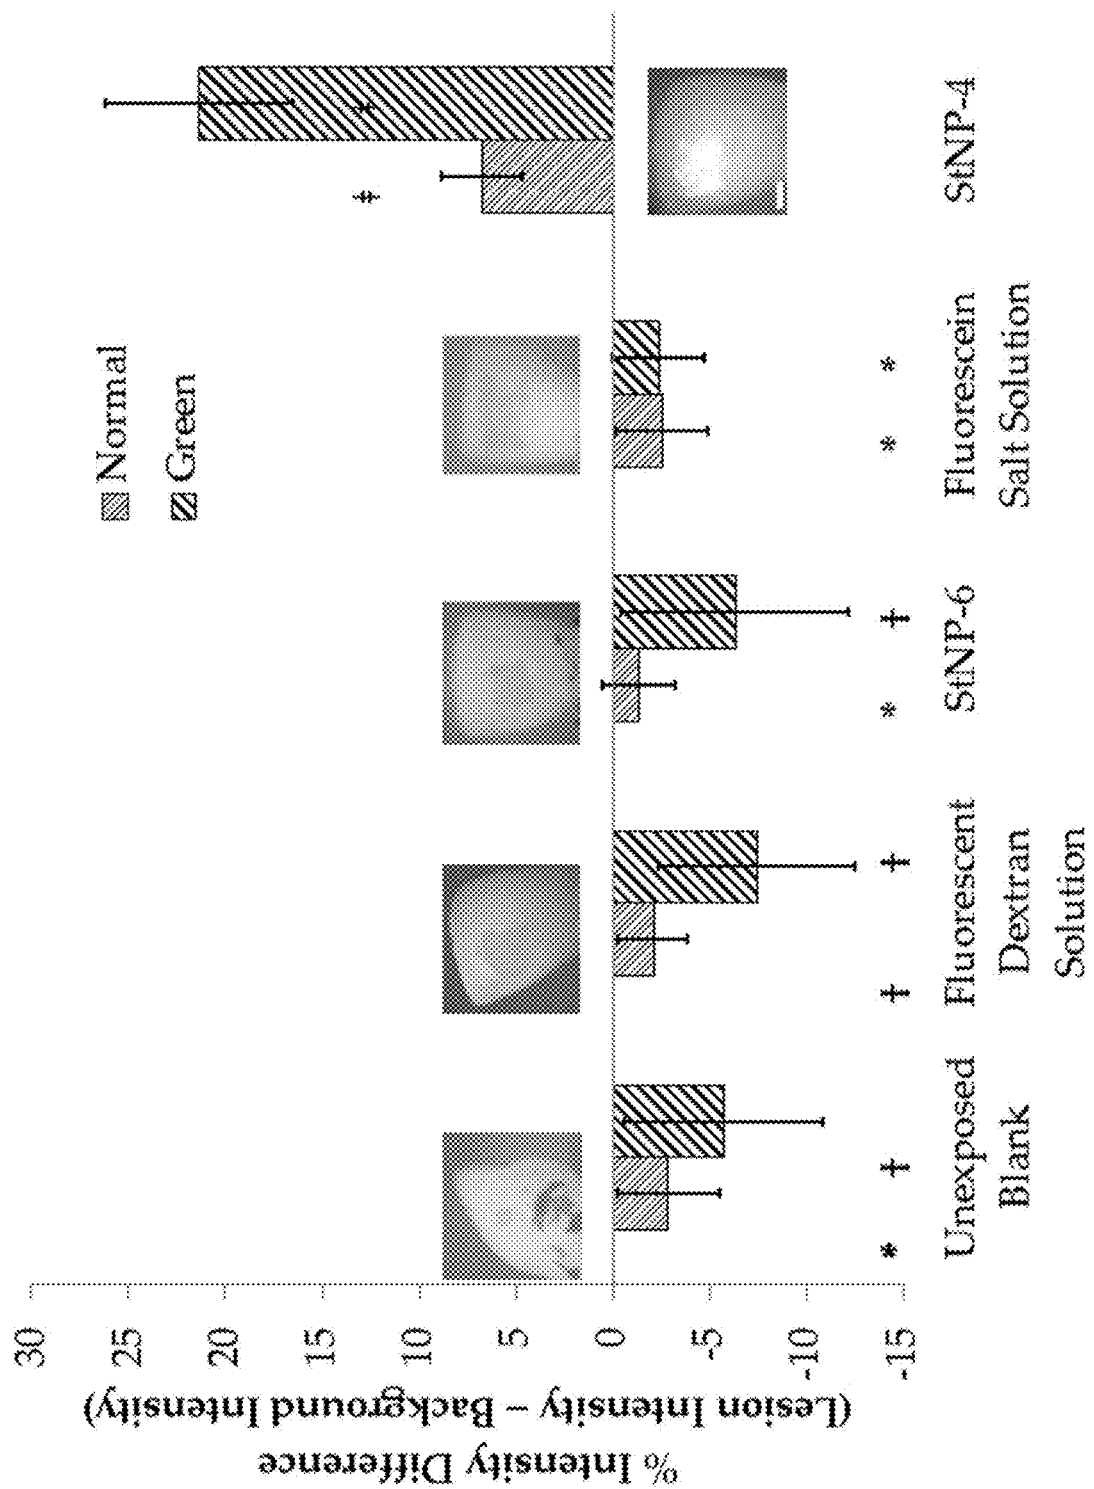 % Intensity Difference
(Lesion Intensity – Background Intensity)
30
25
20
15
10
5
0
-5
-10
-15
Normal
Green
‡
‡
*
†
†
†
*
†
*
*
Unexposed
Blank
Fluorescent
Dextran
Solution
StNP-6
Fluorescein
Salt Solution
StNP-4